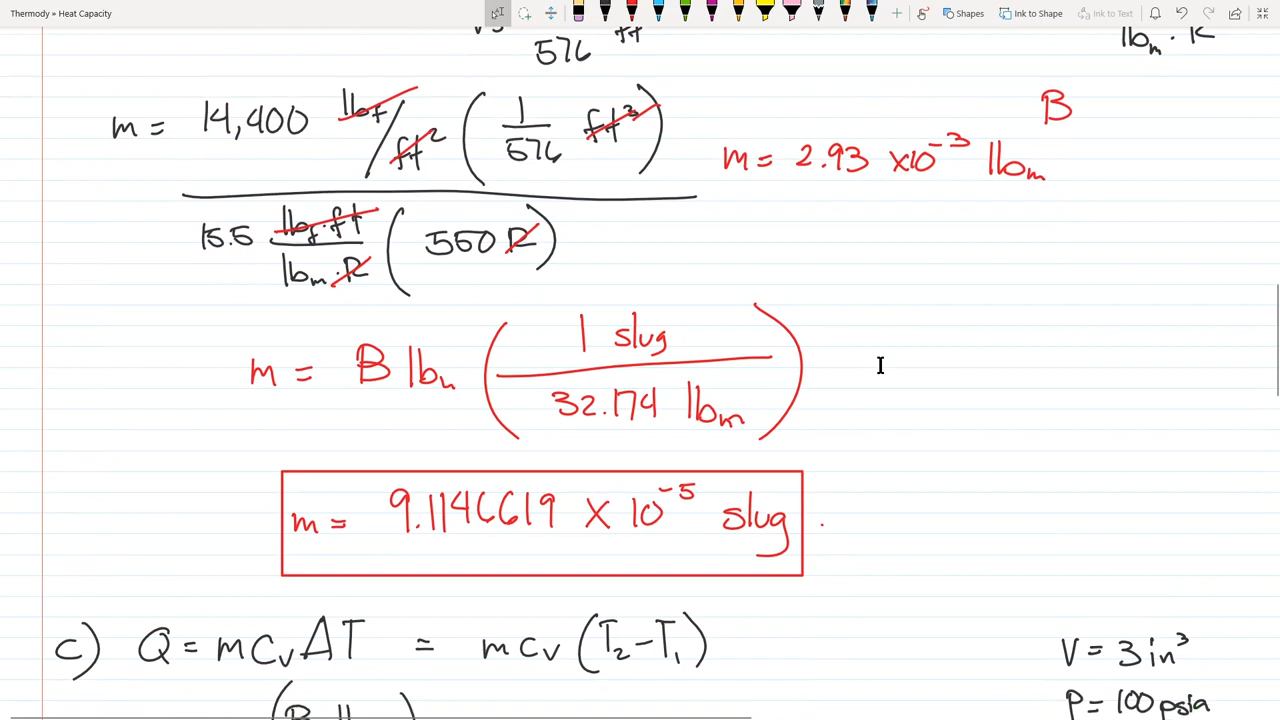 Thermody » Heat Capacity
Shapes Ink to Shape Ink to Text
576 ft
lbm · R
m = 14,400 lbf/ft² (1/576 ft³)
15.5 lbf·ft/lbm·R (550 R)
B
m = 2.93 ×10⁻³ lbm
m = B lbm (1 slug / 32.174 lbm)
m = 9.1146619 × 10⁻⁵ slug .
c) Q = mcvΔT = mcv (T₂-T₁)
V = 3 in³
P = 100 psia